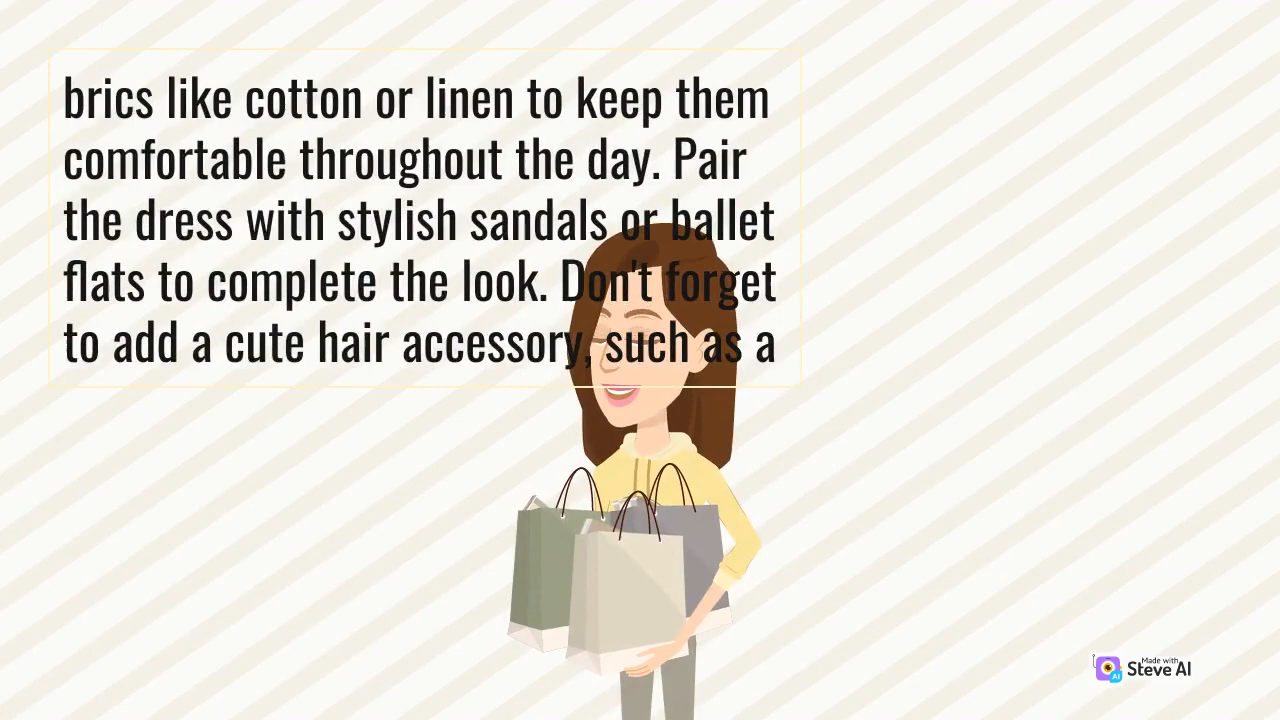 brics like cotton or linen to keep them
comfortable throughout the day. Pair
the dress with stylish sandals or ballet
flats to complete the look. Don't forget
to add a cute hair accessory, such as a
Made with
Steve AI
AI